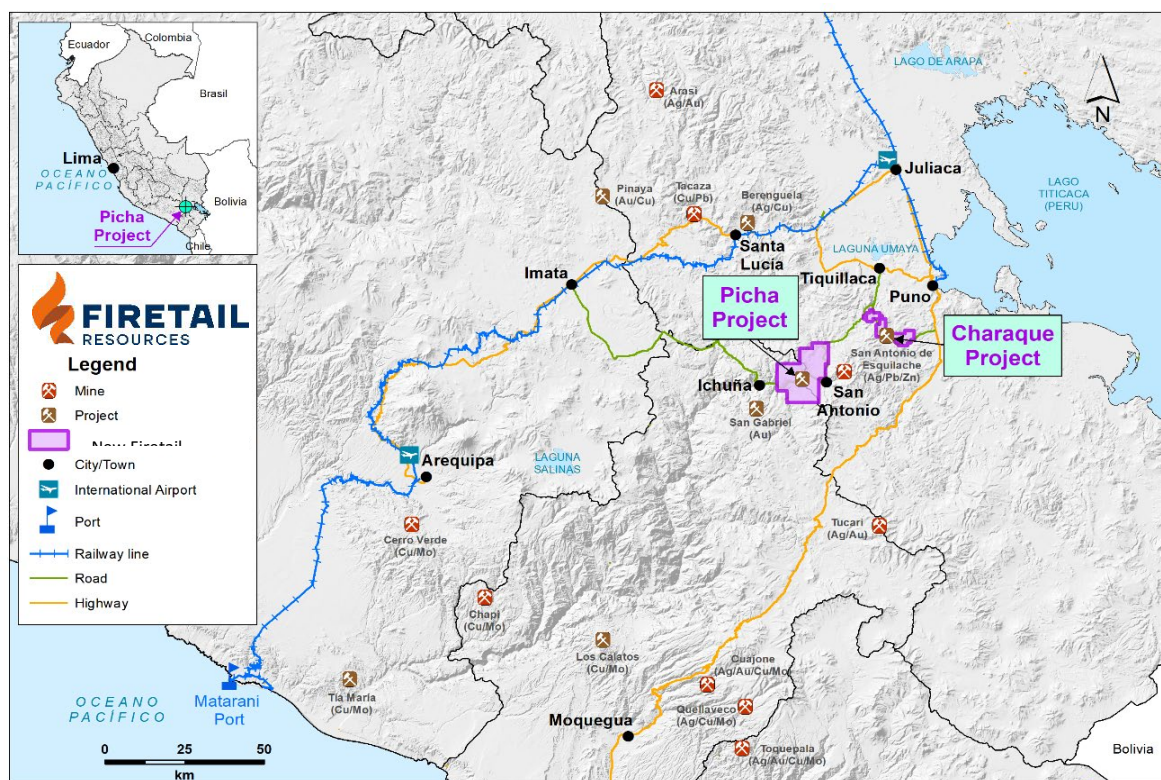 Ecuador
Colombia
Brasil
Lima
OCEANO
PACÍFICO
Picha
Project
Bolivia
Chile
FIRETAIL
RESOURCES
Legend
Mine
Project
City/Town
International Airport
Port
Railway line
Road
Highway
Arasi
(Ag/Au)
LAGO
DE ARAPA
N
Juliaca
LAGO
TITICACA
(PERU)
Pinaya
(Au/Cu)
Tacaza
(Cu/Pb)
Berenguela
(Ag/Cu)
Santa
Lucia
LAGUNA UMAYA
Tiquillaca
Puno
Imata
Picha
Project
Charaque
Project
San Antonio de
Esquilache
(Ag/Pb/Zn)
Ichuña
San
Antonio
San Gabriel
(Au)
Arequipa
LAGUNA
SALINAS
Cerro Verde
(Cu/Mo)
Tucari
(Ag/Au)
Chapi
(Cu/Mo)
Los Calatos
(Cu/Mo)
Cuajone
(Ag/Au/Cu/Mo)
Tia Maria
(Cu/Mo)
Quellaveco
(Ag/Cu/Mo)
Matarani
Port
OCEANO
PACÍFICO
Moquegua
Toquepala
(Ag/Au/Cu/Mo)
Bolivia
0 25 50
km